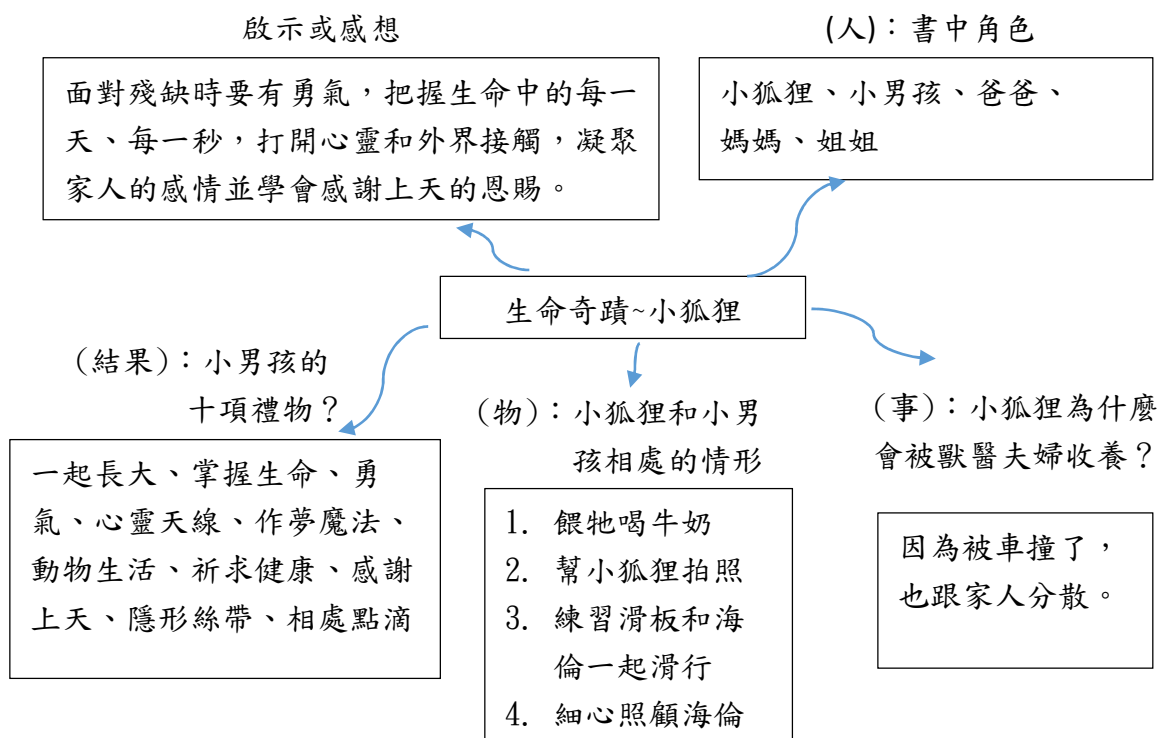 啟示或感想
面對殘缺時要有勇氣，把握生命中的每一
天、每一秒，打開心靈和外界接觸，凝聚
家人的感情並學會感謝上天的恩賜。
(人)：書中角色
小狐狸、小男孩、爸爸、
媽媽、姐姐
生命奇蹟~小狐狸
(結果)：小男孩的
十項禮物？
一起長大、掌握生命、勇
氣、心靈天線、作夢魔法、
動物生活、祈求健康、感謝
上天、隱形絲帶、相處點滴
(物)：小狐狸和小男
孩相處的情形
1. 餵牠喝牛奶
2. 幫小狐狸拍照
3. 練習滑板和海
倫一起滑行
4. 細心照顧海倫
(事)：小狐狸為什麼
會被獸醫夫婦收養？
因為被車撞了，
也跟家人分散。